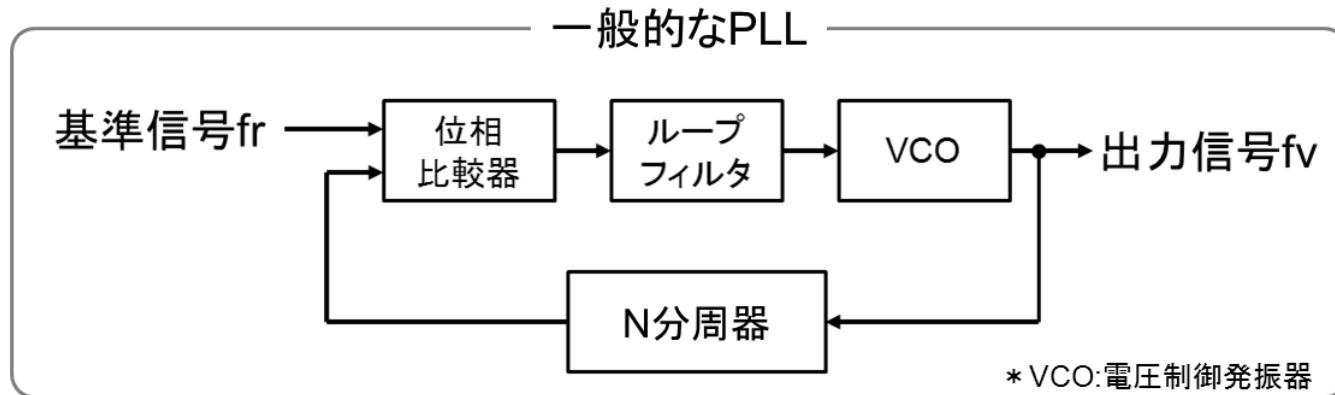 一般的なPLL
基準信号fr
位相
比較器
ループ
フィルタ
VCO
出力信号fv
N分周器
＊VCO:電圧制御発振器